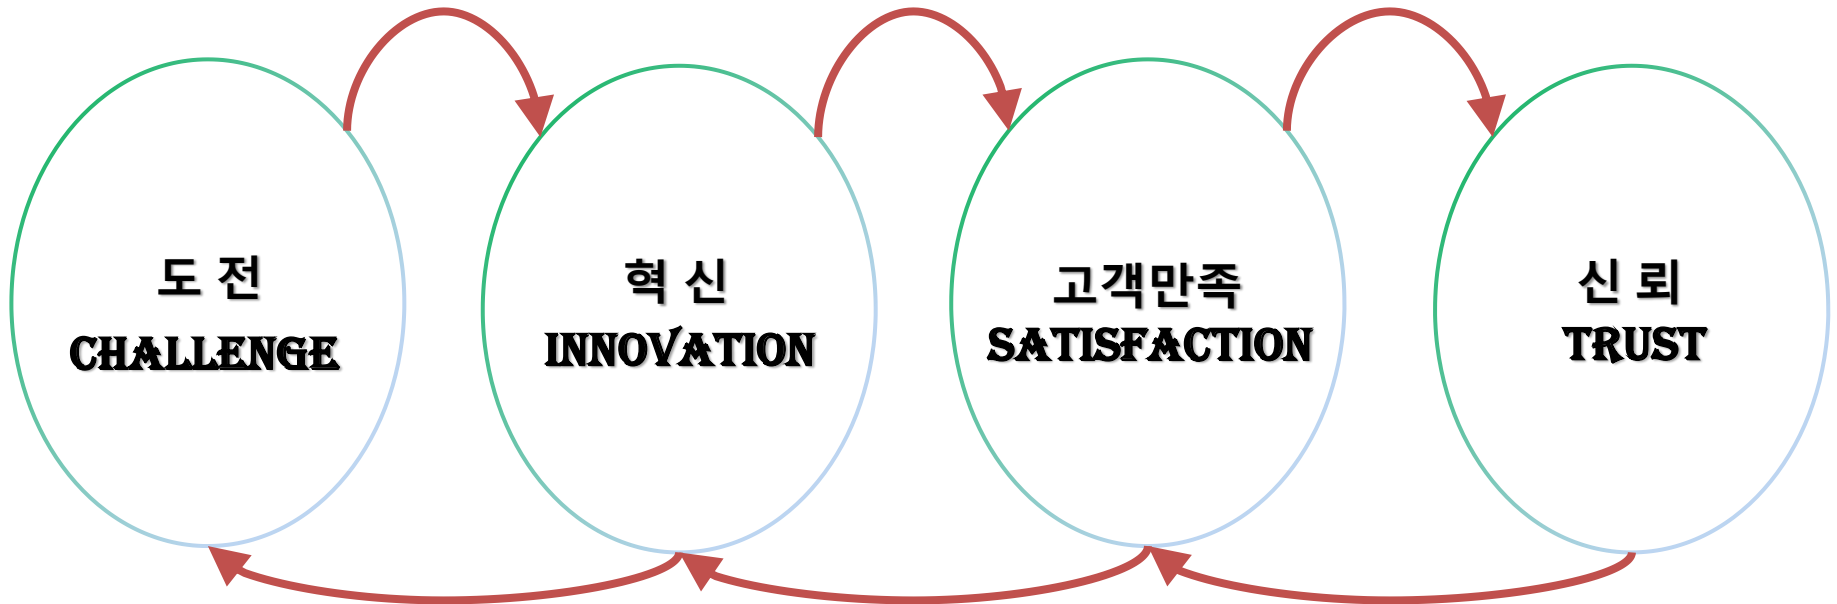 도 전
CHALLENGE
혁 신
INNOVATION
고객만족
SATISFACTION
신 뢰
TRUST